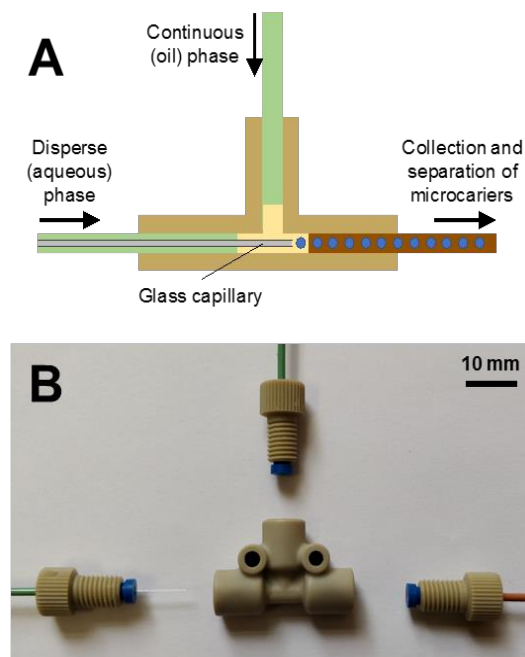 A
Continuous
(oil) phase
Disperse
(aqueous)
phase
Collection and
separation of
microcariers
Glass capillary
B
10 mm